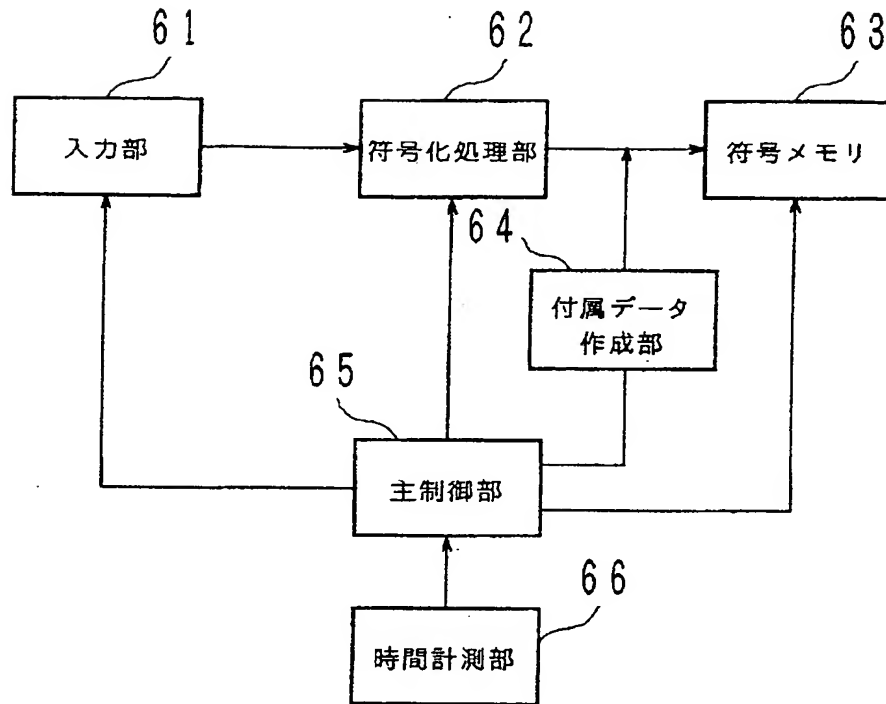 61
62
63
入力部
符号化処理部
符号メモリ
64
付属データ
作成部
65
主制御部
66
時間計測部